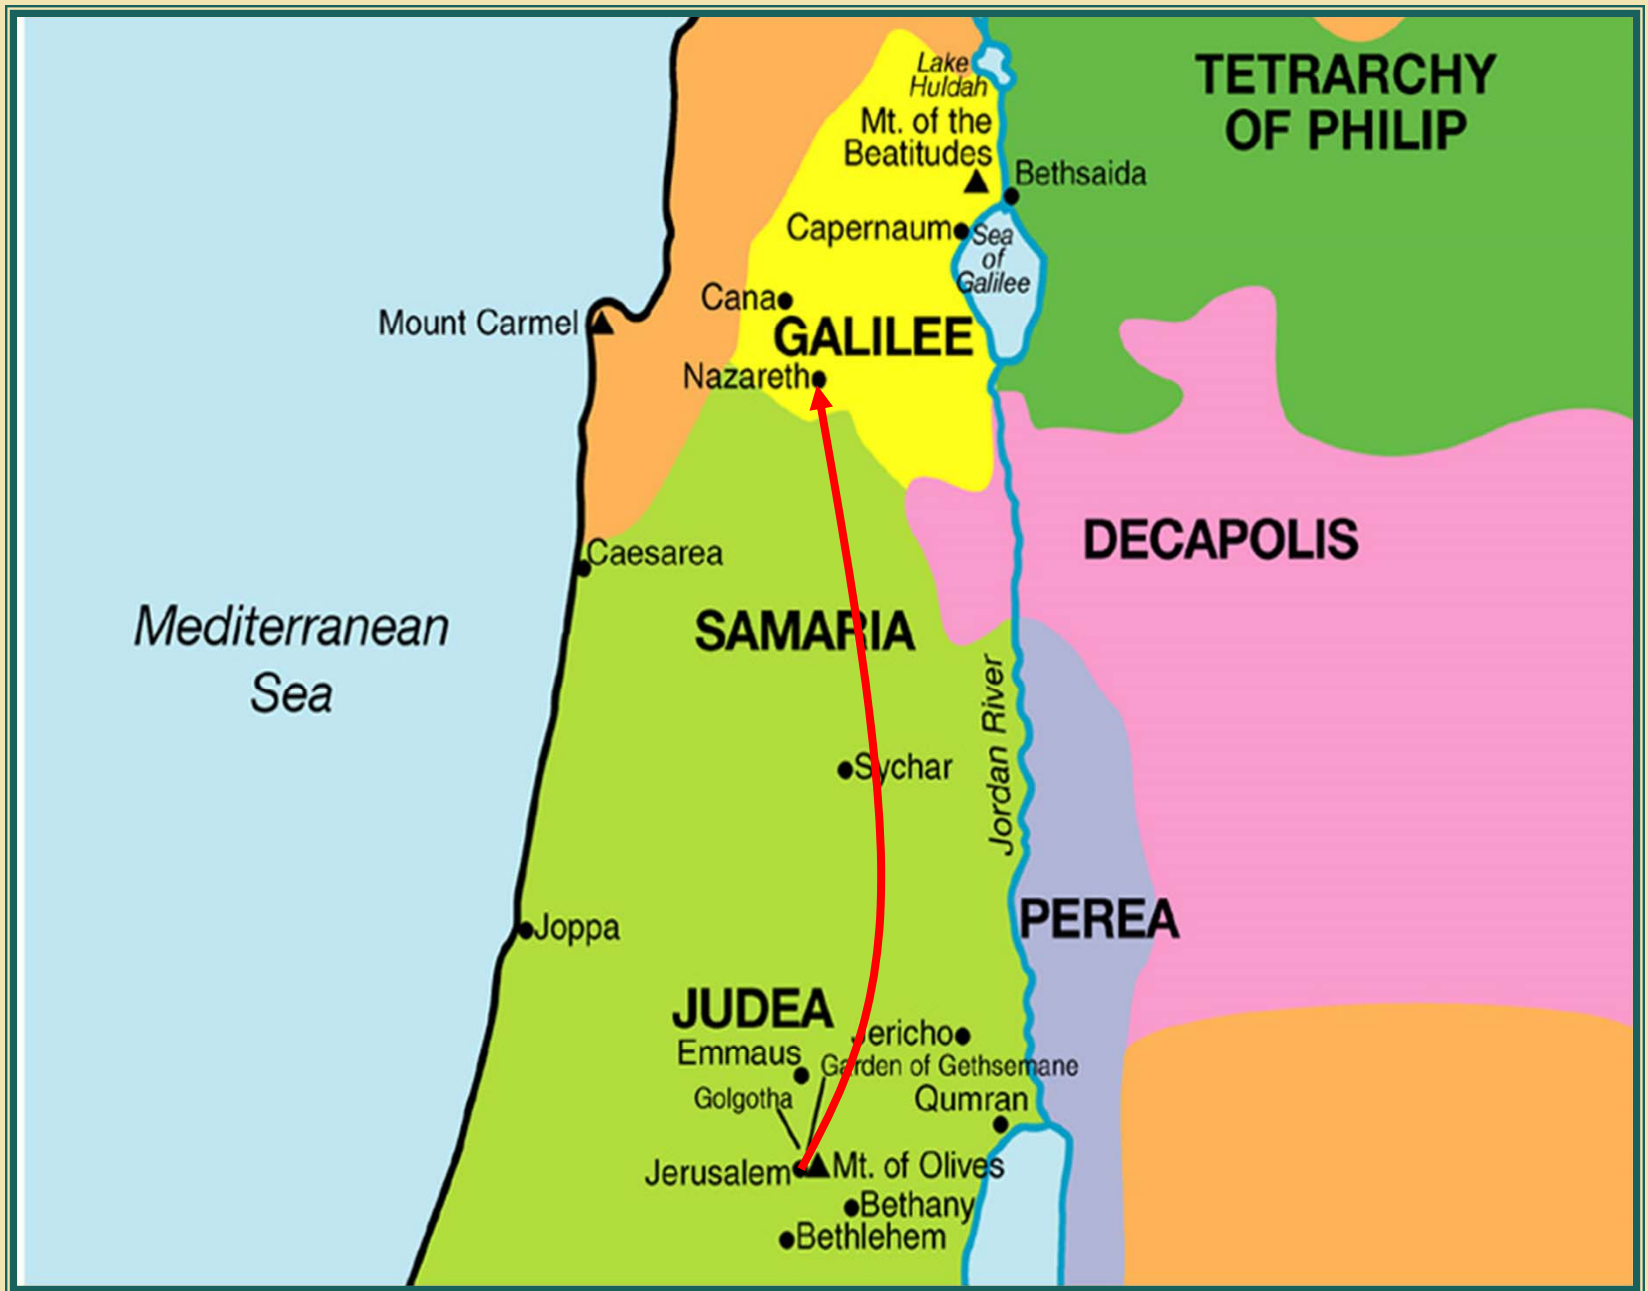 TETRARCHY
OF PHILIP
Lake
Huldah
Mt. of the
Beatitudes
Bethsaida
Capernaum
Sea
of
Galilee
Cana
Mount Carmel
GALILEE
Nazareth
DECAPOLIS
Caesarea
Mediterranean
Sea
SAMARIA
Jordan River
Sychar
PEREA
Joppa
JUDEA
Jericho
Emmaus
Garden of Gethsemane
Golgotha
Qumran
Jerusalem
Mt. of Olives
Bethany
Bethlehem